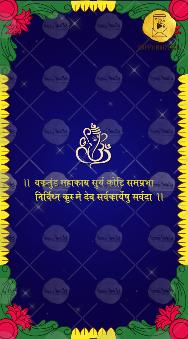 ।। वक्रतुंड महाकाय सूर्य कोटि समप्रभा
निर्विघ्न कुरू मे देव सर्वकार्येषु सर्वदा ।।